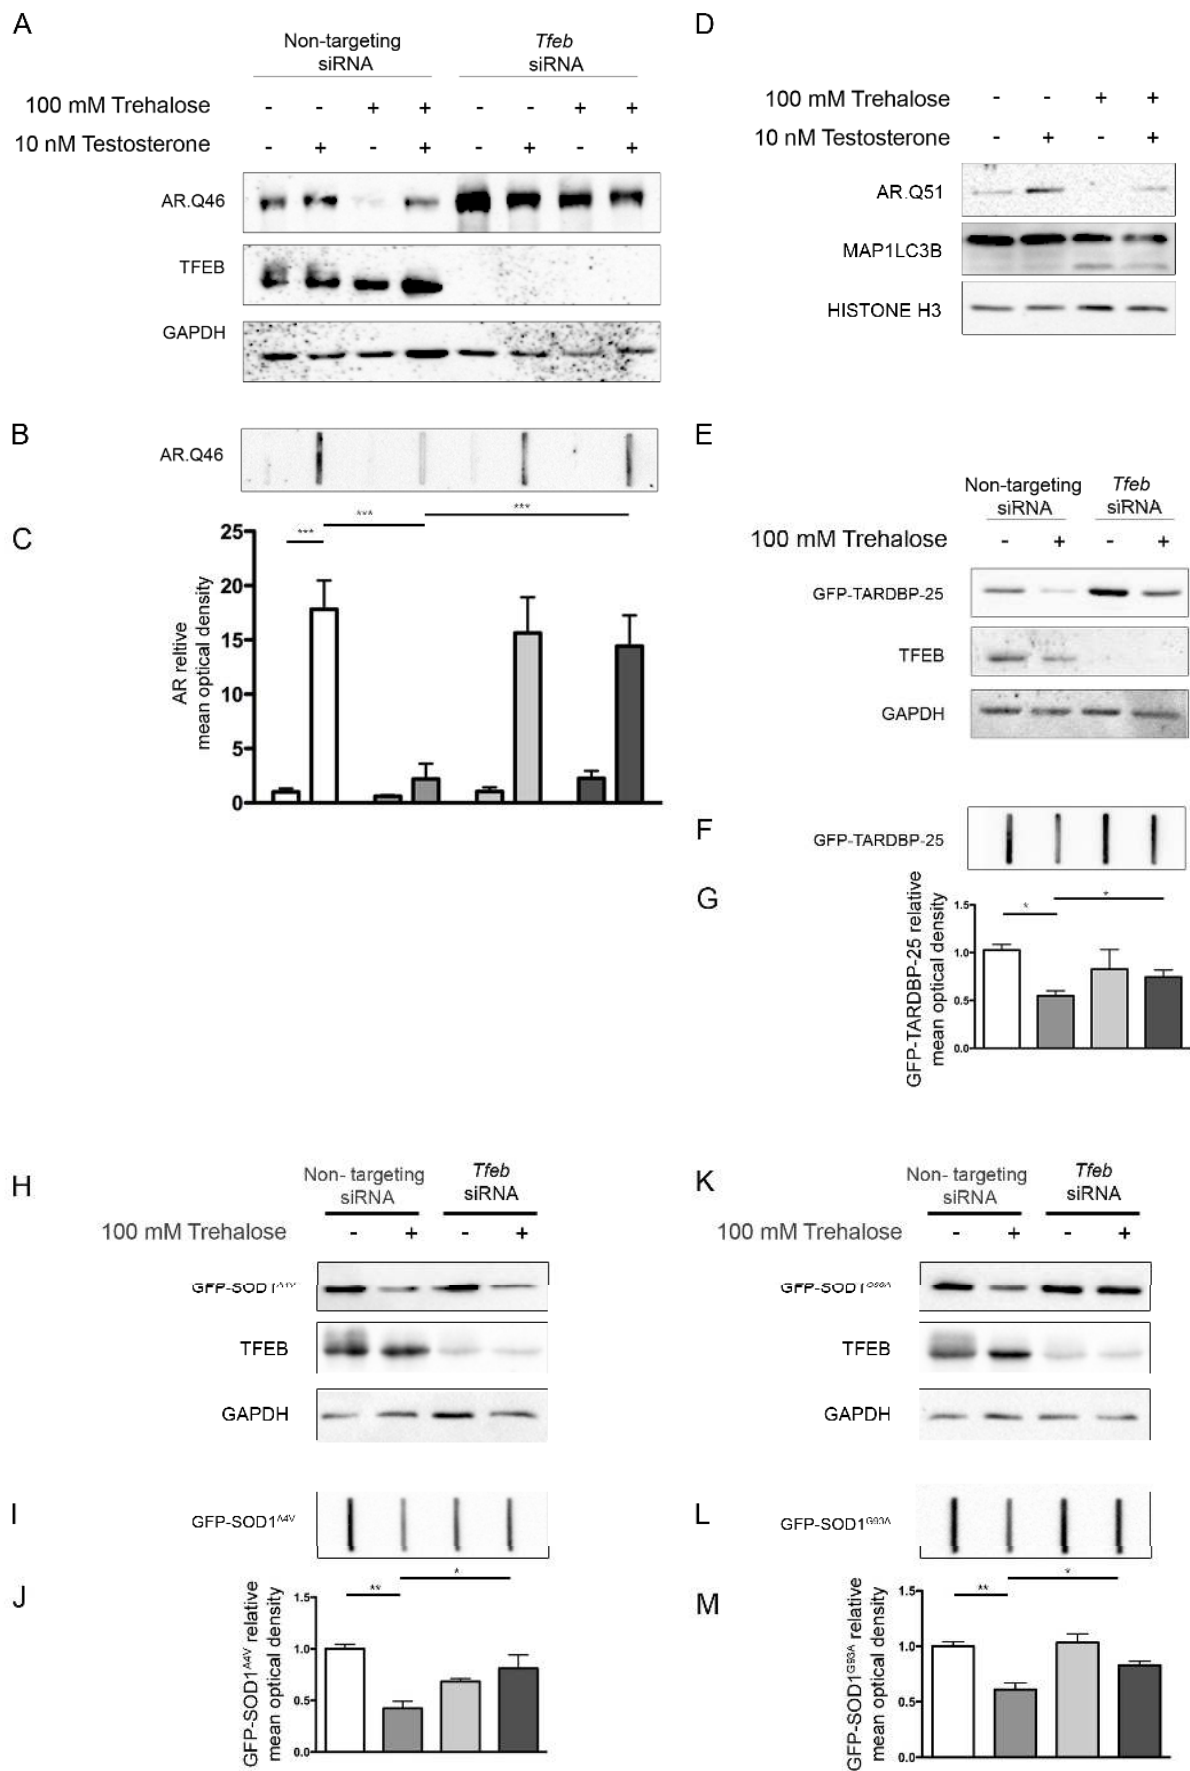 A
Non-targeting
siRNA
Tfeb
siRNA
100 mM Trehalose - - + + - - + +
10 nM Testosterone - + - + - + - +
AR.Q46
TFEB
GAPDH
B
AR.Q46
C
*** *** ***
AR reltive
mean optical density
25
20
15
10
5
0
D
100 mM Trehalose - - + +
10 nM Testosterone - + - +
AR.Q51
MAP1LC3B
HISTONE H3
E
Non-targeting
siRNA
Tfeb
siRNA
100 mM Trehalose - + - +
GFP-TARDBP-25
TFEB
GAPDH
F
GFP-TARDBP-25
G
* *
GFP-TARDBP-25 relative
mean optical density
1.5
1.0
0.5
0.0
H
Non- targeting
siRNA
Tfeb
siRNA
100 mM Trehalose - + - +
GFP-SOD1
TFEB
GAPDH
I
GFP-SOD1A4V
J
** *
GFP-SOD1A4V relative
mean optical density
1.5
1.0
0.5
0.0
K
Non- targeting
siRNA
Tfeb
siRNA
100 mM Trehalose - + - +
GFP-SOD1
TFEB
GAPDH
L
GFP-SOD1G93A
M
** *
GFP-SOD1G93A relative
mean optical density
1.5
1.0
0.5
0.0